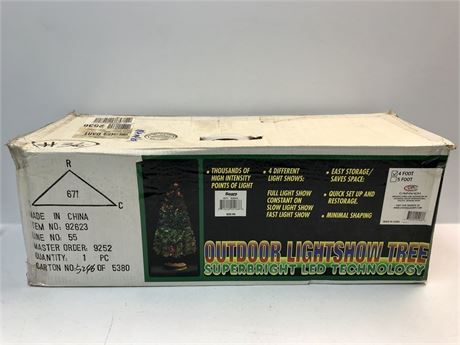 #36
2536
R
671
C
MADE IN CHINA
ITEM NO: 92623
LINE NO: 55
MASTER ORDER: 9252
QUANTITY: 1 PC
CARTON NO: 5246 OF 5380
• THOUSANDS OF
HIGH INTENSITY
POINTS OF LIGHT
• 4 DIFFERENT
LIGHT SHOWS:
FULL LIGHT SHOW
CONSTANT ON
SLOW LIGHT SHOW
FAST LIGHT SHOW
• EASY STORAGE/
SAVES SPACE:
• QUICK SET UP AND
RESTORAGE.
• MINIMAL SHAPING
4 FOOT
5 FOOT
OUTDOOR LIGHTSHOW TREE
SUPERBRIGHT LED TECHNOLOGY